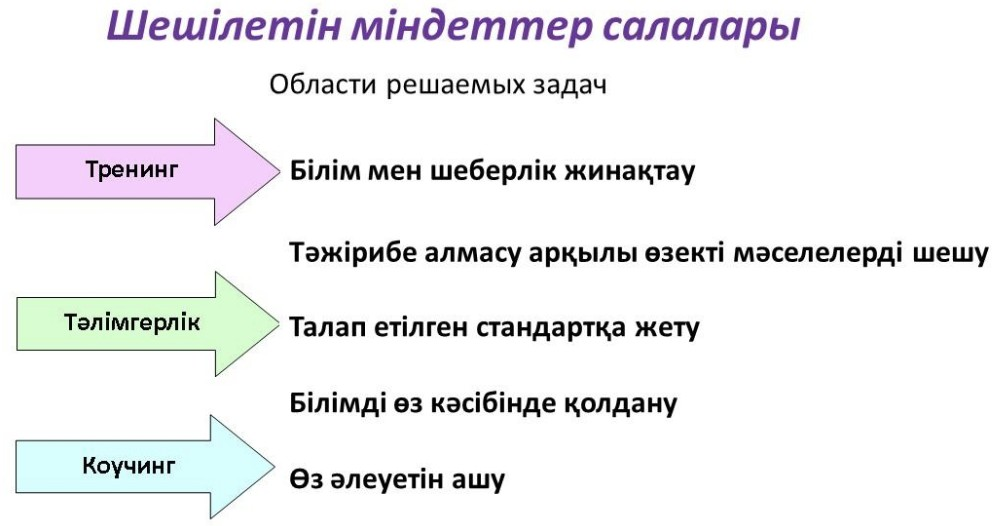 Шешілетін міндеттер салалары
Области решаемых задач
Тренинг
Білім мен шеберлік жинақтау
Тәжірибе алмасу арқылы өзекті мәселелерді шешу
Тәлімгерлік
Талап етілген стандартқа жету
Білімді өз кәсібінде қолдану
Коучинг
Өз әлеуетін ашу